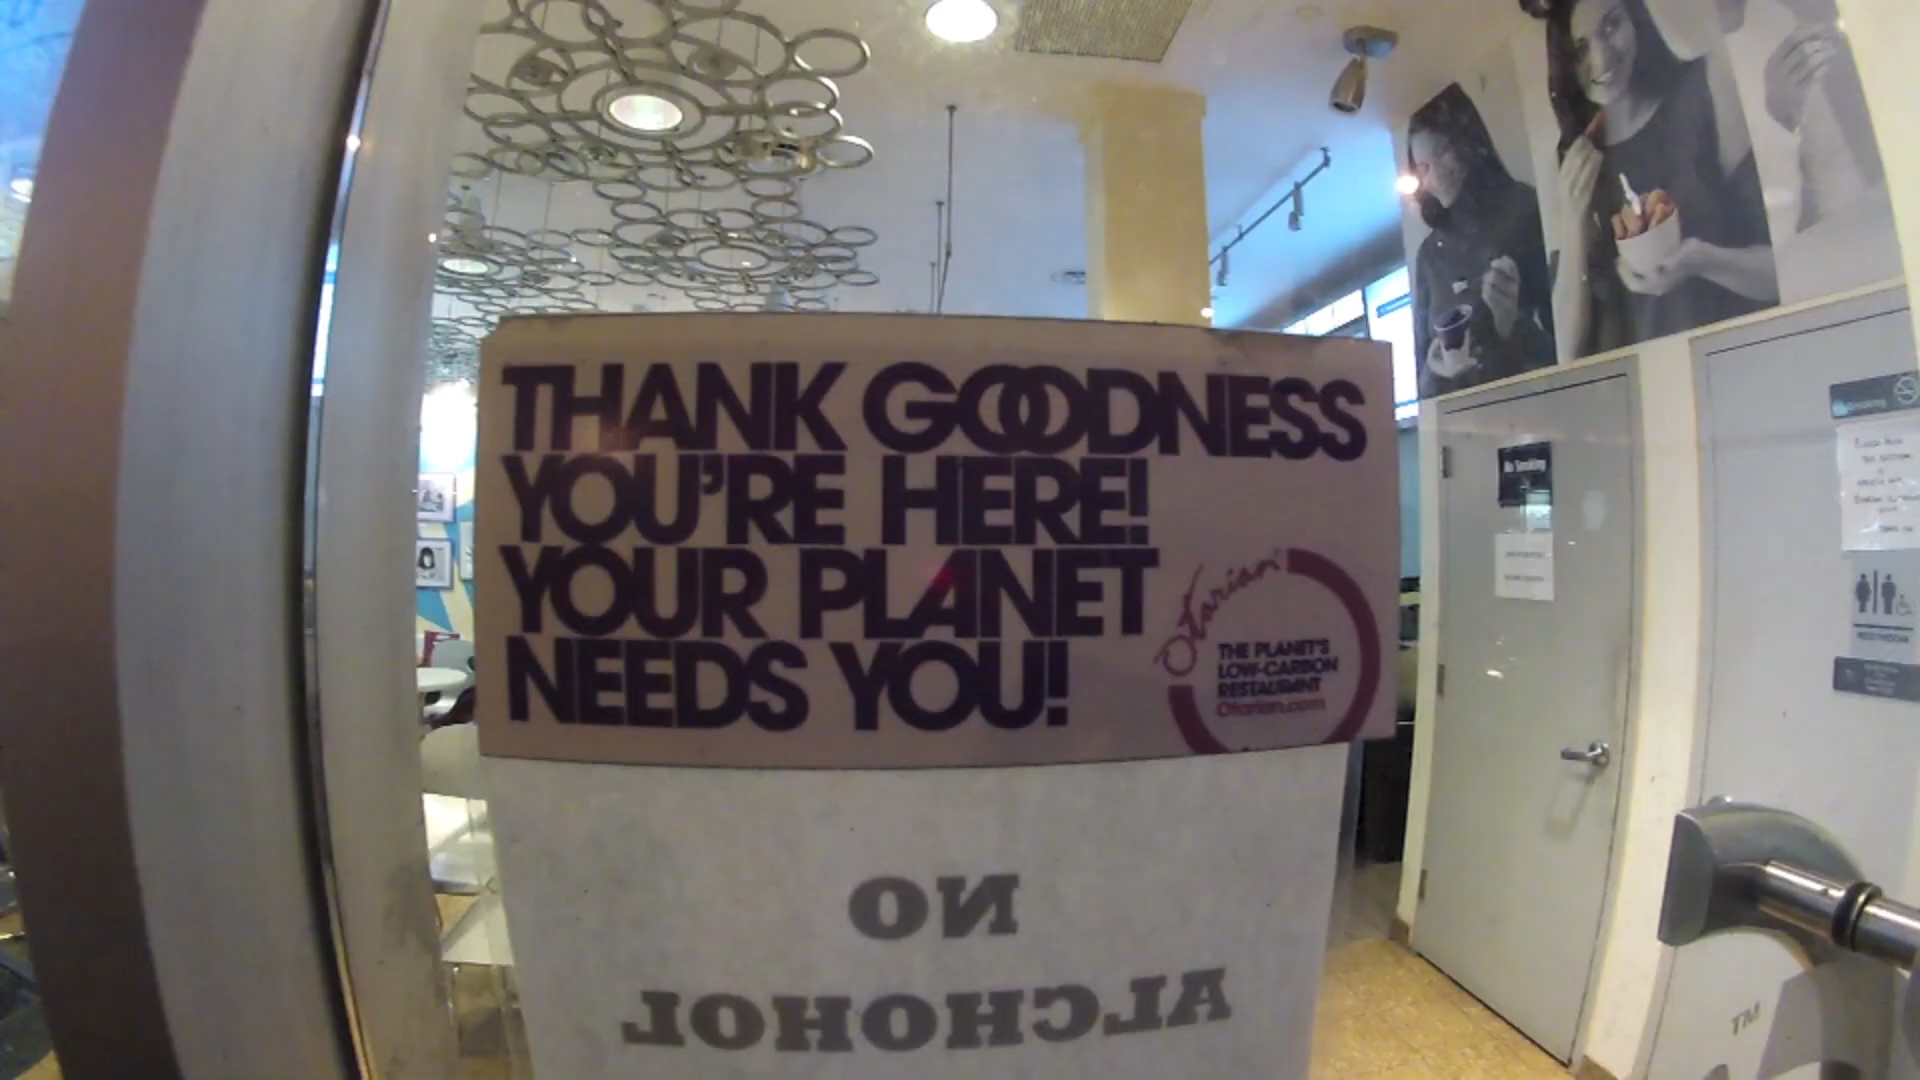 THANK GOODNESS
YOU'RE HERE!
YOUR PLANET
NEEDS YOU!
Otarian
THE PLANET'S
LOW-CARBON
RESTAURANT
Otarian.com
NO
ALCHOHOL
No Smoking
TM